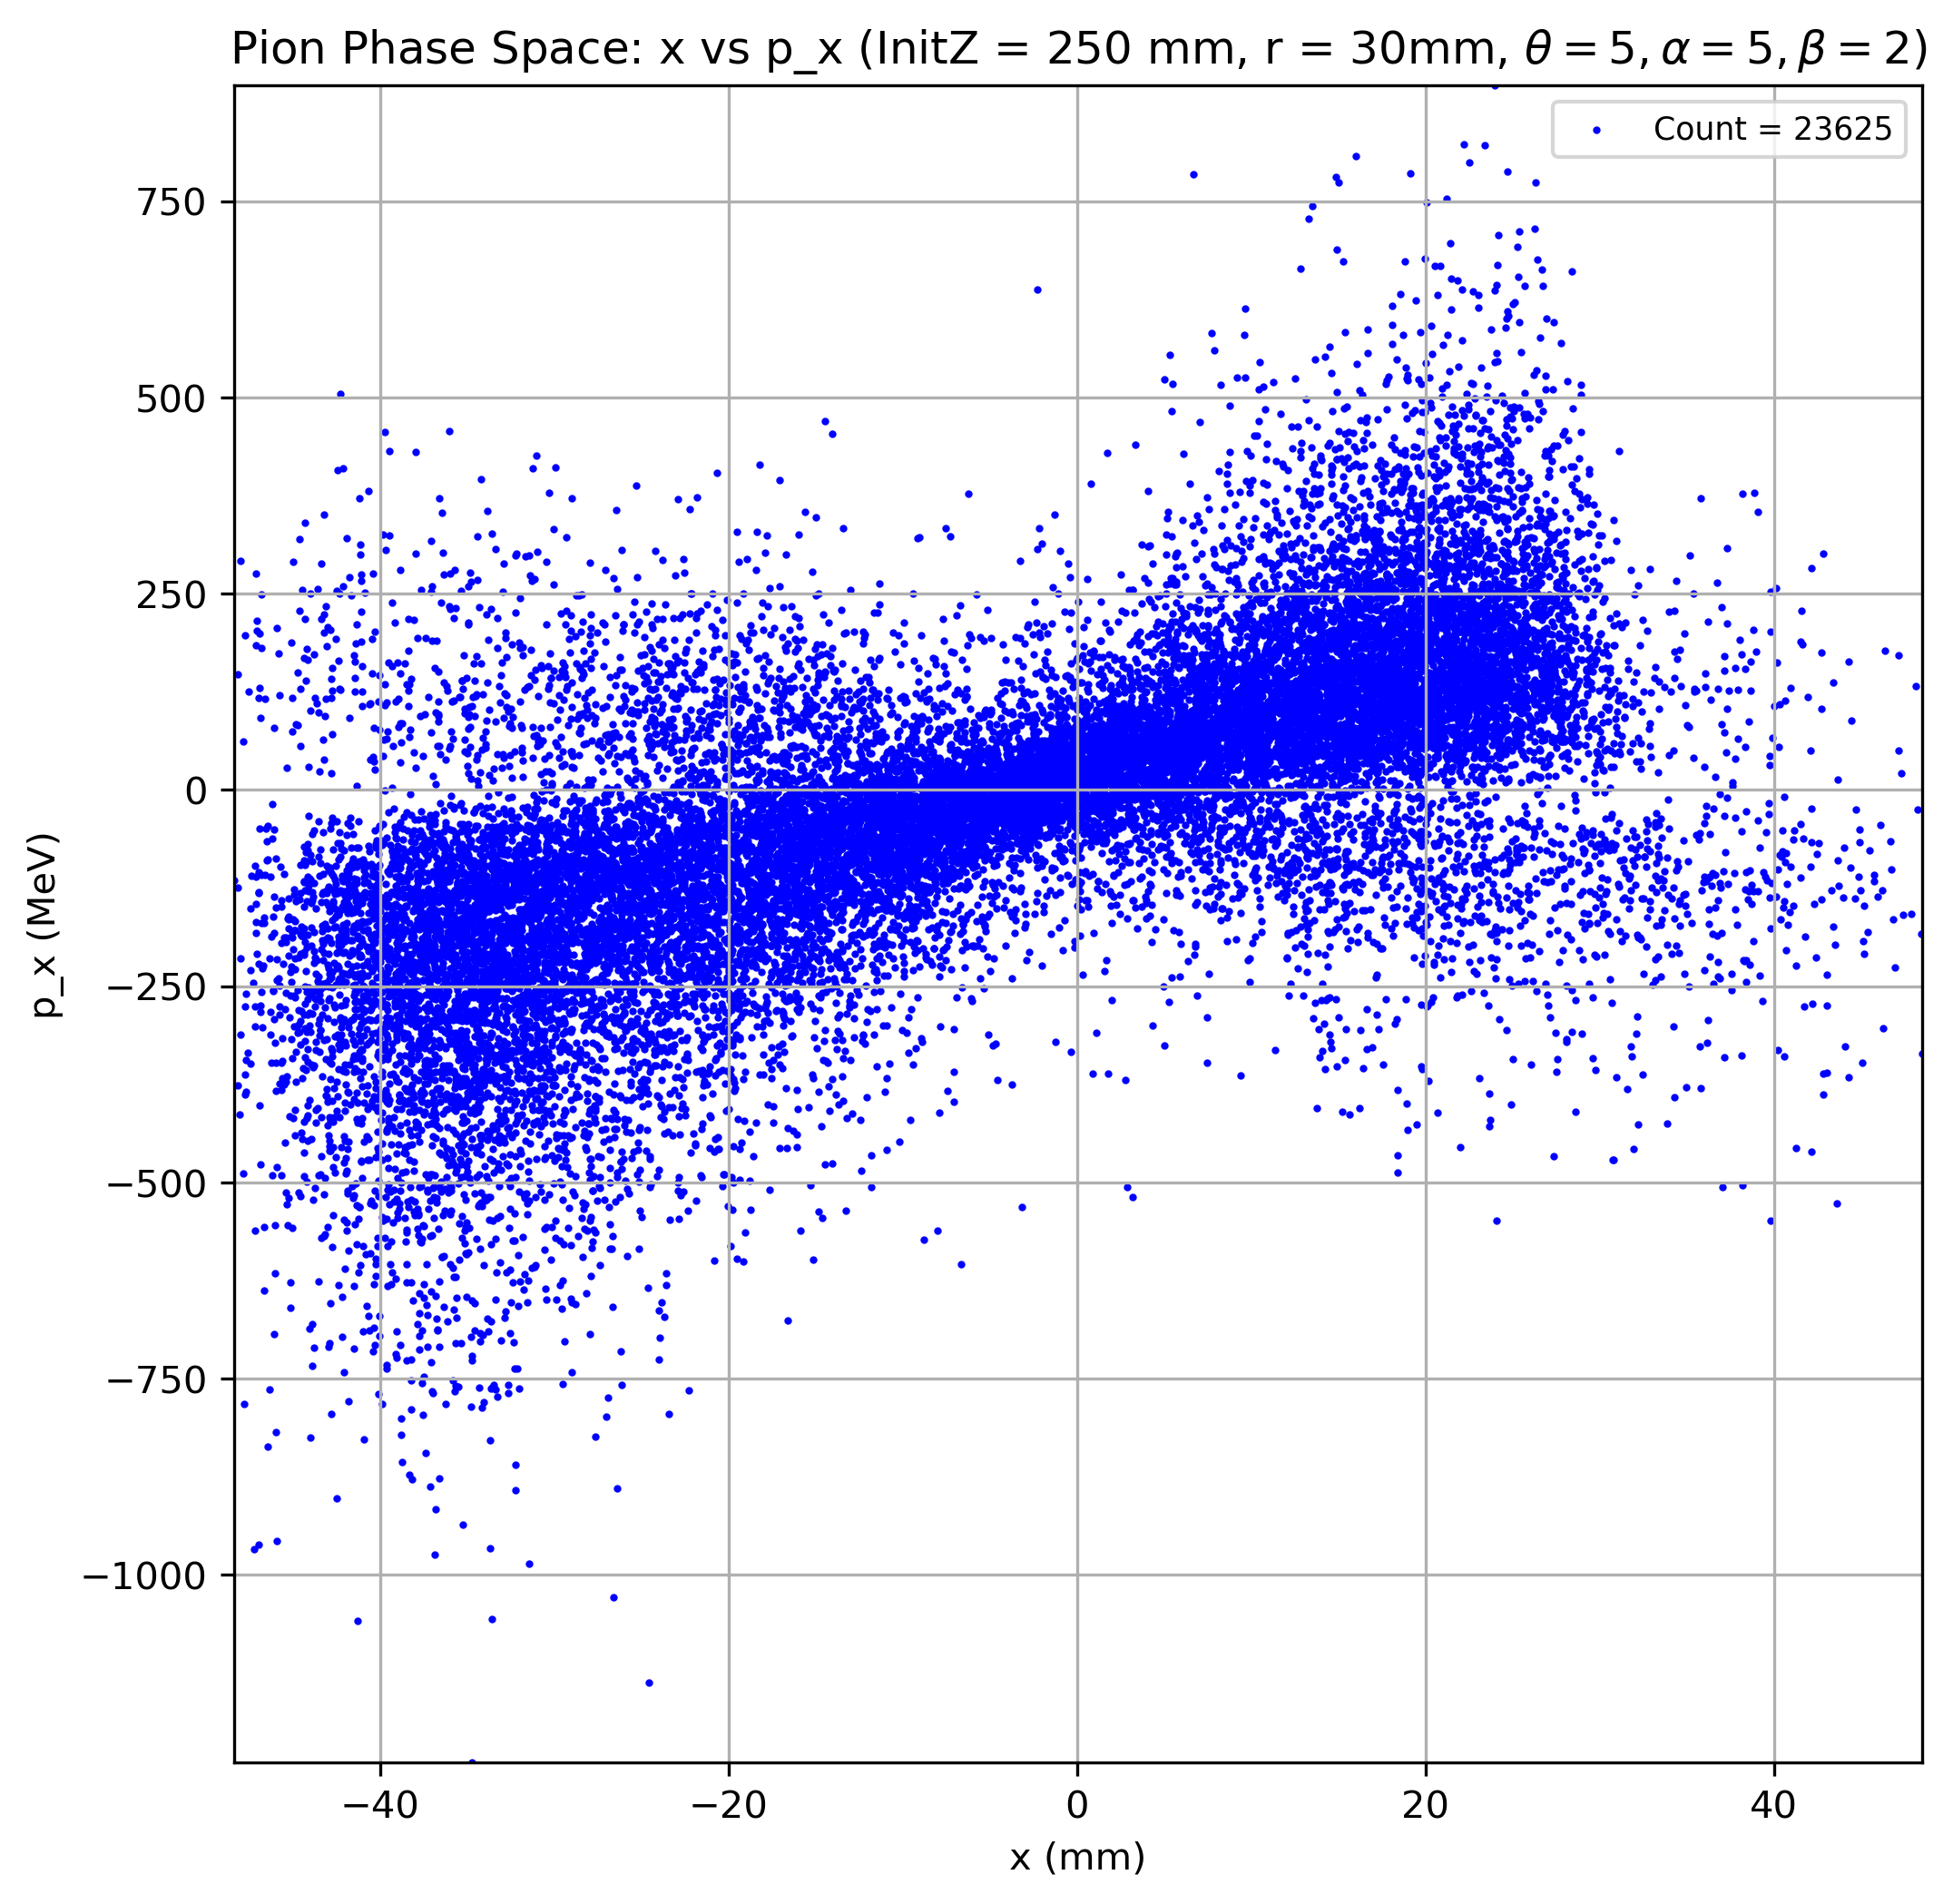 Pion Phase Space: x vs p_x (InitZ = 250 mm, r = 30mm, θ = 5, α = 5, β = 2)
Count = 23625
750
500
250
0
−250
−500
−750
−1000
p_x (MeV)
−40 −20 0 20 40
x (mm)